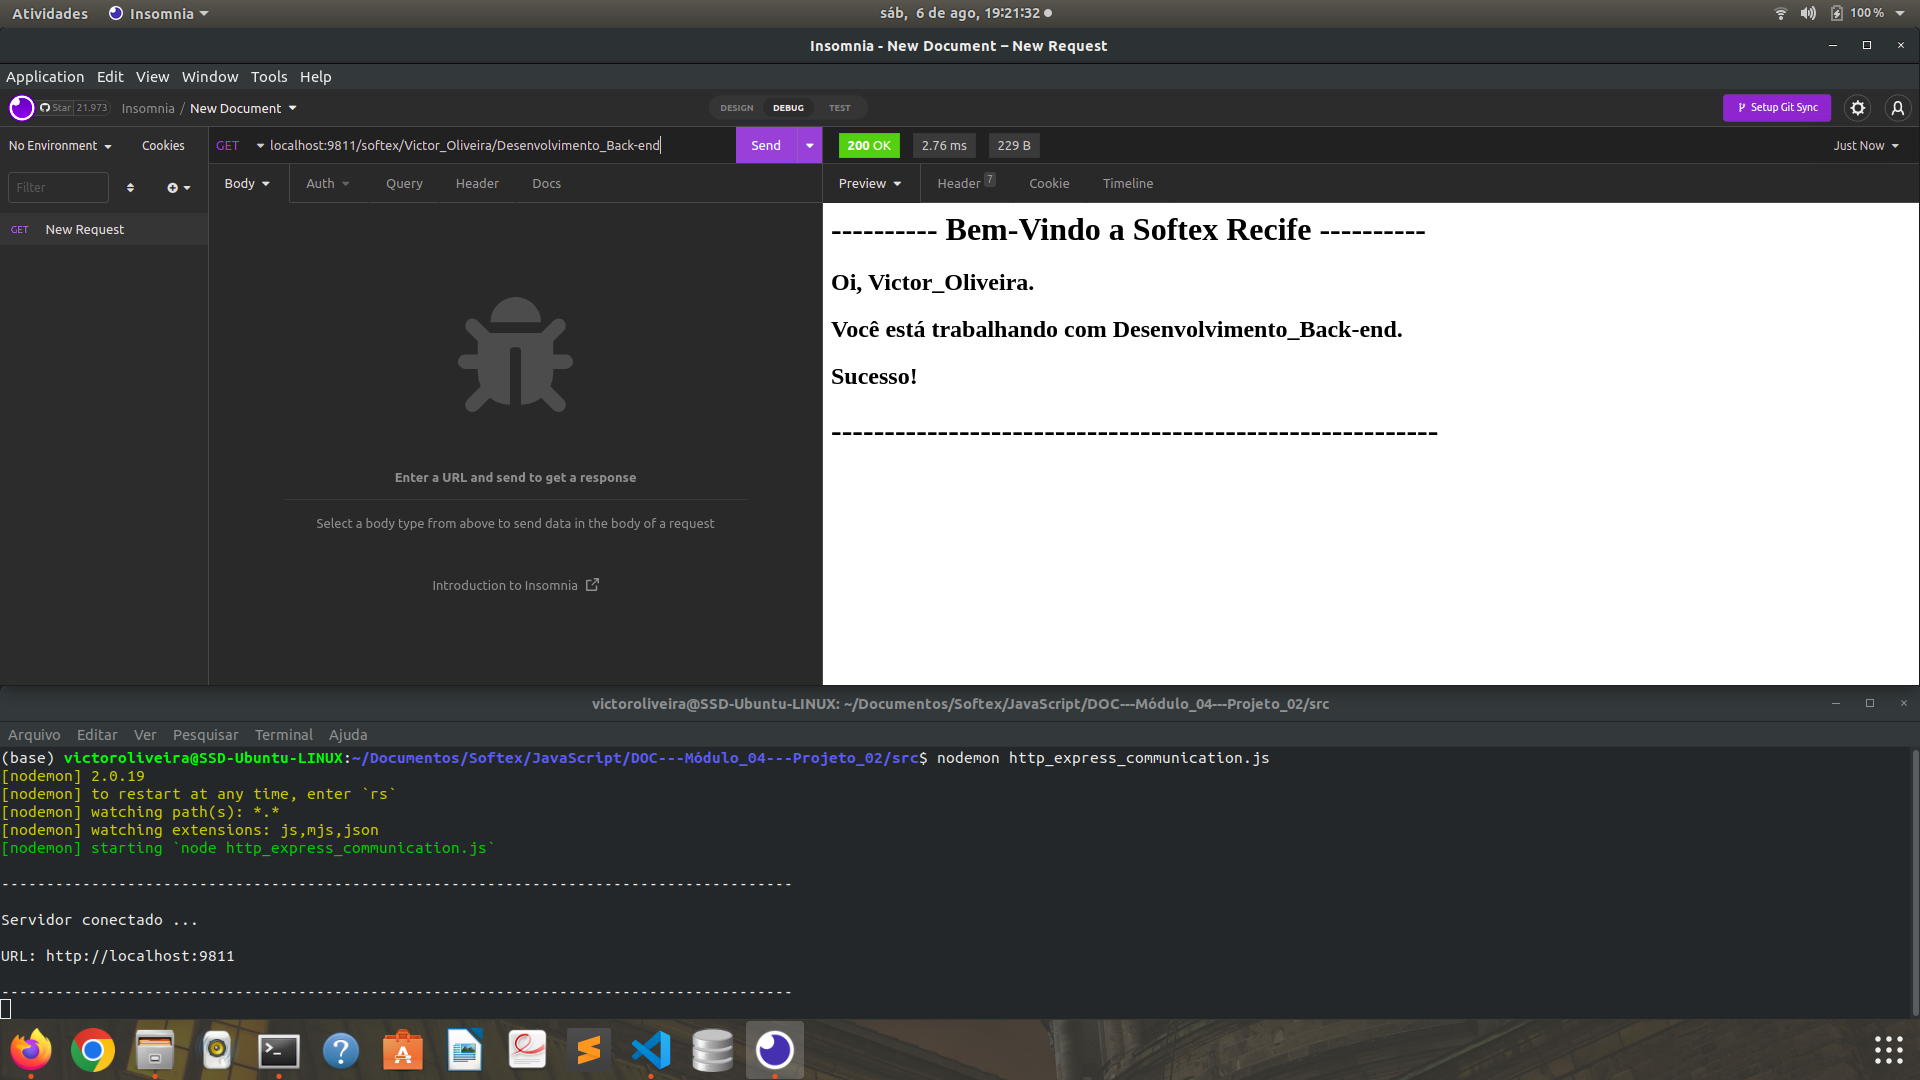 Atividades Insomnia sáb, 6 de ago, 19:21:32 100 %
Insomnia - New Document – New Request
Application Edit View Window Tools Help
Star 21.973 Insomnia / New Document DESIGN DEBUG TEST Setup Git Sync
No Environment Cookies GET localhost:9811/softex/Victor_Oliveira/Desenvolvimento_Back-end Send 200 OK 2.76 ms 229 B Just Now
Filter Body Auth Query Header Docs Preview Header 7 Cookie Timeline
GET New Request
---------- Bem-Vindo a Softex Recife ----------
Oi, Victor_Oliveira.
Você está trabalhando com Desenvolvimento_Back-end.
Sucesso!
---------------------------------------------------------
Enter a URL and send to get a response
Select a body type from above to send data in the body of a request
Introduction to Insomnia
victoroliveira@SSD-Ubuntu-LINUX: ~/Documentos/Softex/JavaScript/DOC---Módulo_04---Projeto_02/src
Arquivo Editar Ver Pesquisar Terminal Ajuda
(base) victoroliveira@SSD-Ubuntu-LINUX:~/Documentos/Softex/JavaScript/DOC---Módulo_04---Projeto_02/src$ nodemon http_express_communication.js
[nodemon] 2.0.19
[nodemon] to restart at any time, enter `rs`
[nodemon] watching path(s): *.*
[nodemon] watching extensions: js,mjs,json
[nodemon] starting `node http_express_communication.js`
----------------------------------------------------------------------------------------
Servidor conectado ...
URL: http://localhost:9811
----------------------------------------------------------------------------------------